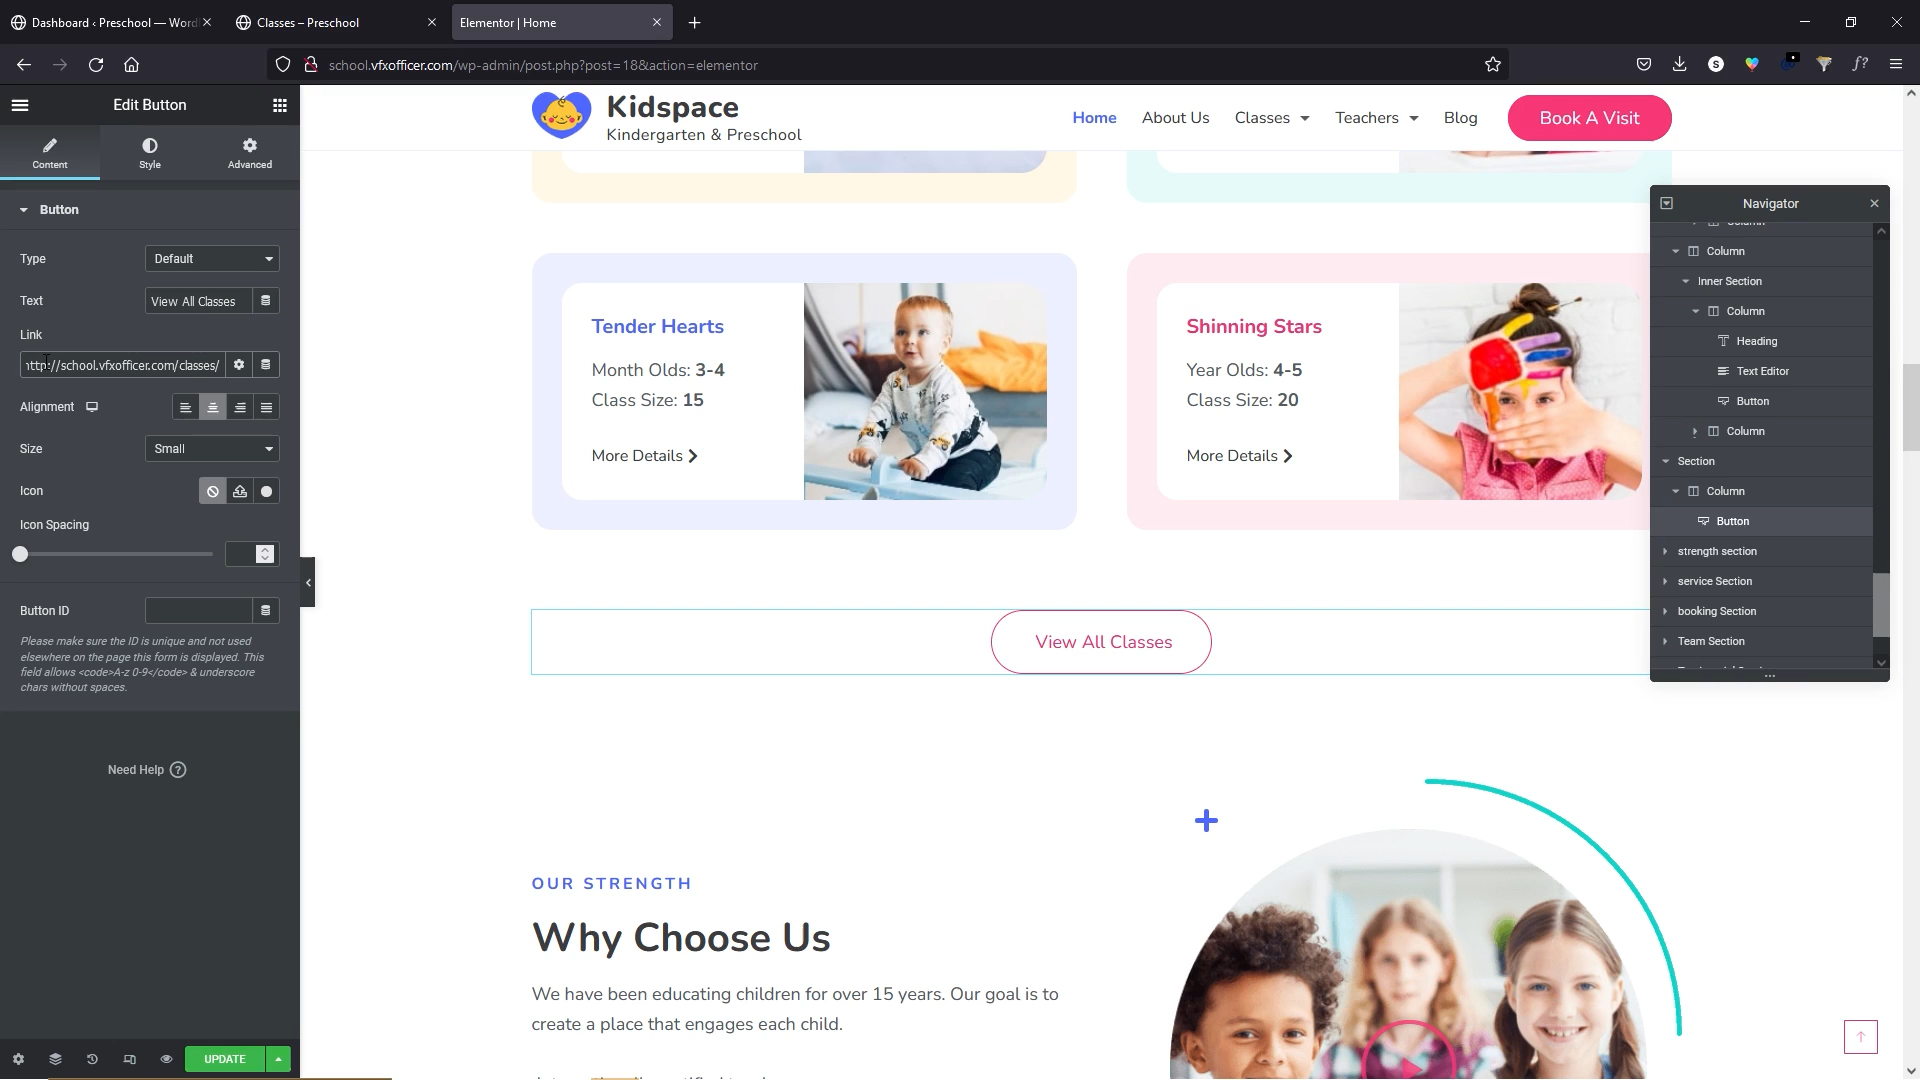 Dashboard ‹ Preschool — Word
Classes – Preschool
Elementor | Home
school.vfxofficer.com/wp-admin/post.php?post=18&action=elementor
Edit Button
Content
Style
Advanced
Button
Type
Default
Text
View All Classes
Link
http://school.vfxofficer.com/classes/
Alignment
Size
Small
Icon
Icon Spacing
Button ID
Please make sure the ID is unique and not used
elsewhere on the page this form is displayed. This
field allows <code>A-z 0-9</code> & underscore
chars without spaces.
Need Help
UPDATE
Kidspace
Kindergarten & Preschool
Home
About Us
Classes
Teachers
Blog
Book A Visit
Tender Hearts
Month Olds: 3-4
Class Size: 15
More Details
Shinning Stars
Year Olds: 4-5
Class Size: 20
More Details
View All Classes
OUR STRENGTH
Why Choose Us
We have been educating children for over 15 years. Our goal is to
create a place that engages each child.
Navigator
Column
Column
Inner Section
Column
Heading
Text Editor
Button
Column
Section
Column
Button
strength section
service Section
booking Section
Team Section